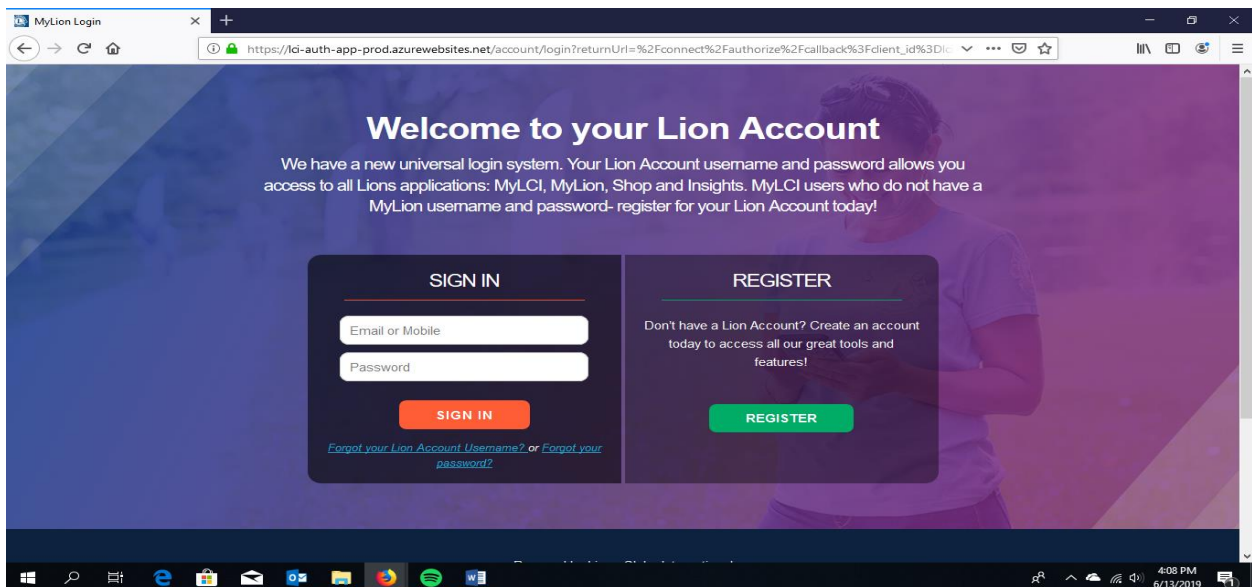 MyLion Login
https://lci-auth-app-prod.azurewebsites.net/account/login?returnUrl=%2Fconnect%2Fauthorize%2Fcallback%3Fclient_id%3Dlc
Welcome to your Lion Account
We have a new universal login system. Your Lion Account username and password allows you
access to all Lions applications: MyLCI, MyLion, Shop and Insights. MyLCI users who do not have a
MyLion username and password- register for your Lion Account today!
SIGN IN
Email or Mobile
Password
SIGN IN
Forgot your Lion Account Username? or Forgot your
password?
REGISTER
Don't have a Lion Account? Create an account
today to access all our great tools and
features!
REGISTER
4:08 PM
6/13/2019